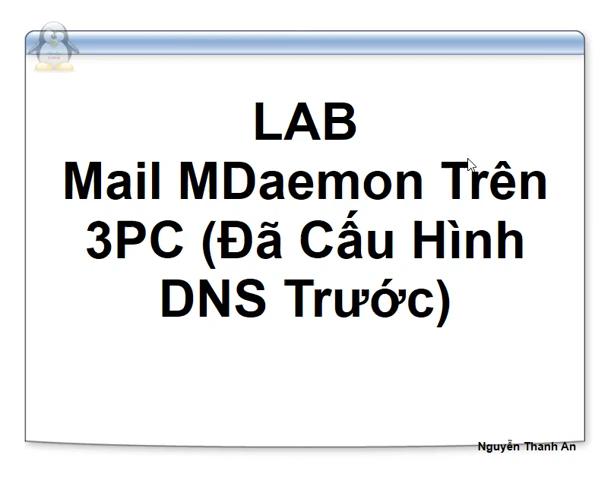 LAB
Mail MDaemon Trên
3PC (Đã Cấu Hình
DNS Trước)
Nguyễn Thanh An